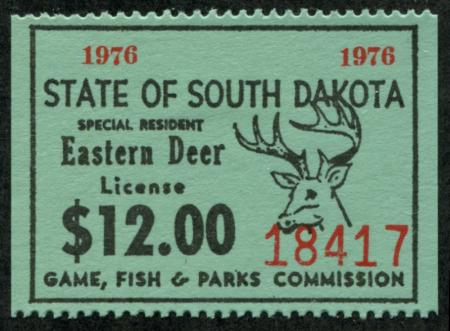 1976 1976
STATE OF SOUTH DAKOTA
SPECIAL RESIDENT
Eastern Deer
License
$12.00
18417
GAME, FISH & PARKS COMMISSION